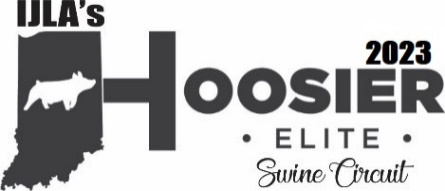 IJLA's
2023
HOOSIER
• ELITE •
Swine Circuit